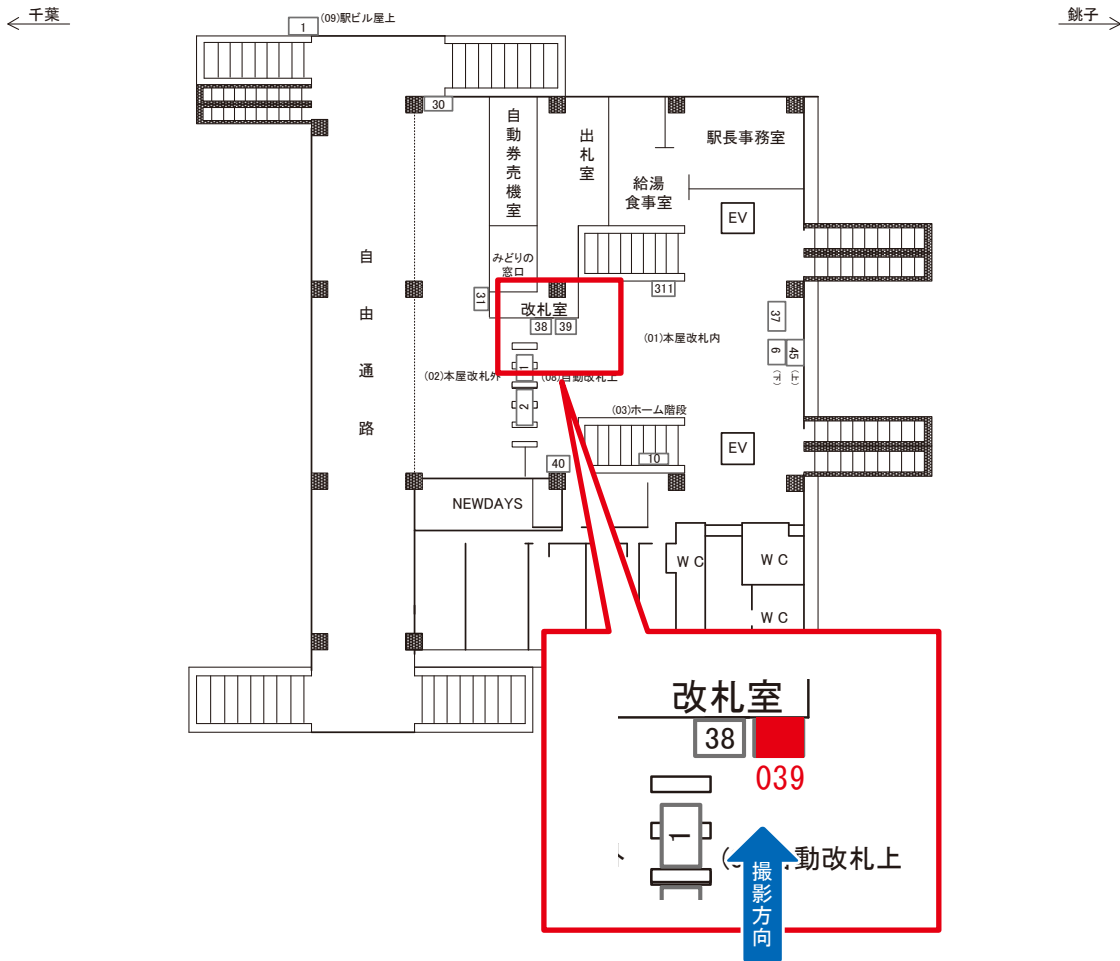 千葉
銚子
1
(09)駅ビル屋上
30
自動券売機室
出札室
駅長事務室
給湯
食事室
EV
みどりの
窓口
自由通路
31
311
改札室
38
39
(01)本屋改札内
37
6
45
(下)
(上)
(02)本屋改札外
1
(08)自動改札上
2
(03)ホーム階段
10
EV
40
NEWDAYS
WC
WC
WC
改札室
38
039
1
動改札上
撮影方向